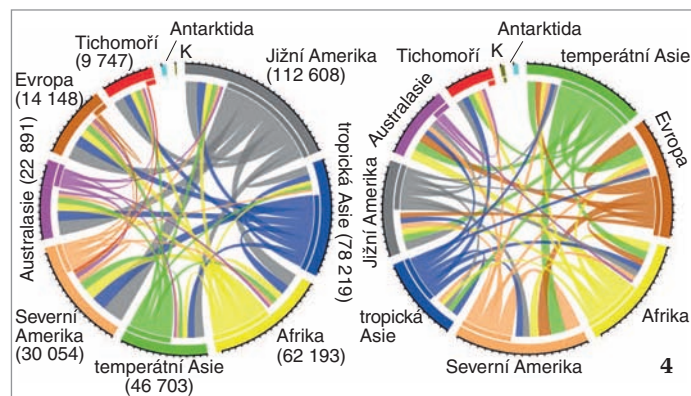 Antarktida
Tichomoří
(9 747)
K
Jižní Amerika
(112 608)
Evropa
(14 148)
tropická Asie (78 219)
Australasie (22 891)
Severní
Amerika
(30 054)
temperátní Asie
(46 703)
Afrika
(62 193)
Antarktida
Tichomoří
K
temperátní Asie
Australasie
Evropa
Jižní Amerika
tropická
Asie
Severní Amerika
Afrika
4